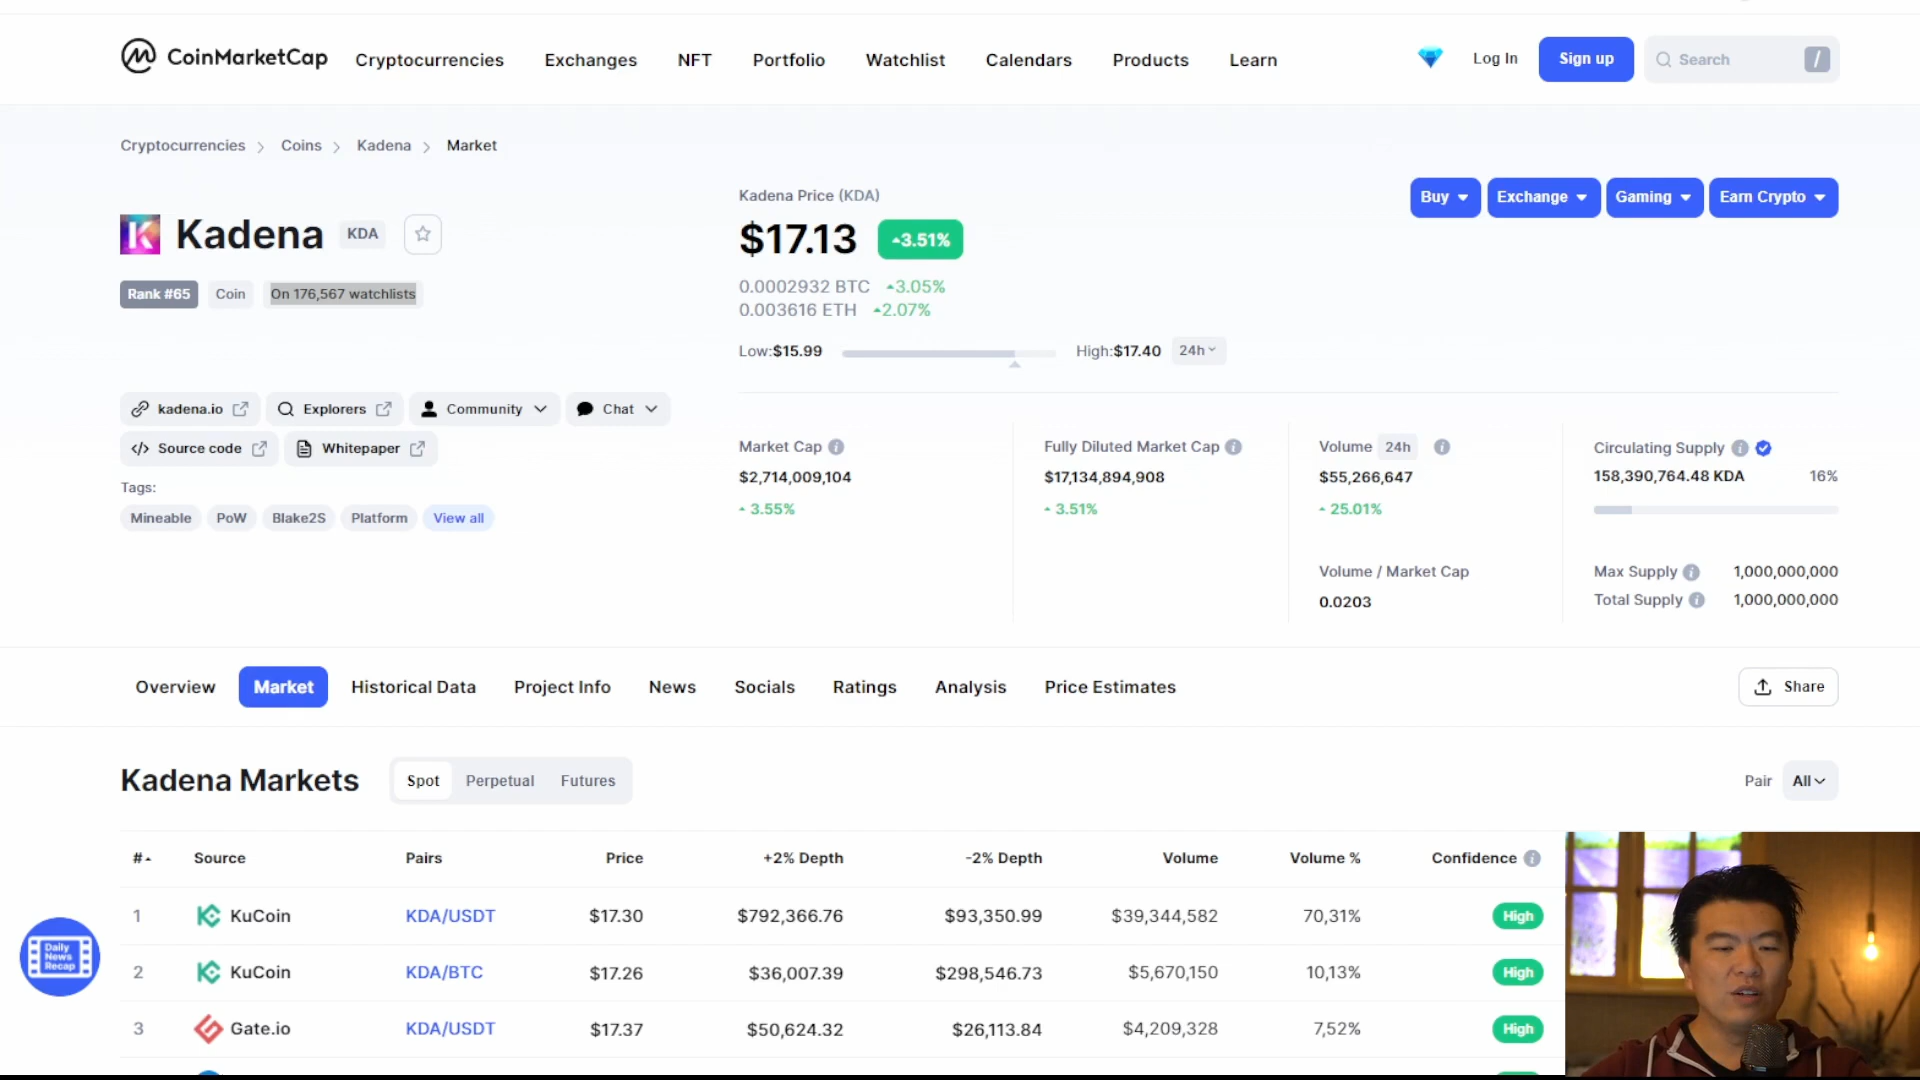 CoinMarketCap Cryptocurrencies Exchanges NFT Portfolio Watchlist Calendars Products Learn Log In Sign up Search /
Cryptocurrencies > Coins > Kadena > Market
Kadena Price (KDA)
Buy Exchange Gaming Earn Crypto
K Kadena KDA
$17.13 3.51%
Rank #65 Coin On 176,567 watchlists
0.0002932 BTC 3.05%
0.003616 ETH 2.07%
Low:$15.99 High:$17.40 24h
kadena.io Explorers Community Chat
Source code Whitepaper
Tags:
Mineable PoW Blake2S Platform View all
Market Cap
$2,714,009,104
3.55%
Fully Diluted Market Cap
$17,134,894,908
3.51%
Volume 24h
$55,266,647
25.01%
Volume / Market Cap
0.0203
Circulating Supply
158,390,764.48 KDA 16%
Max Supply 1,000,000,000
Total Supply 1,000,000,000
Overview Market Historical Data Project Info News Socials Ratings Analysis Price Estimates Share
Kadena Markets Spot Perpetual Futures Pair All
# Source Pairs Price +2% Depth -2% Depth Volume Volume % Confidence
1 KuCoin KDA/USDT $17.30 $792,366.76 $93,350.99 $39,344,582 70,31% High
2 KuCoin KDA/BTC $17.26 $36,007.39 $298,546.73 $5,670,150 10,13% High
3 Gate.io KDA/USDT $17.37 $50,624.32 $26,113.84 $4,209,328 7,52% High
Daily
News
Recap